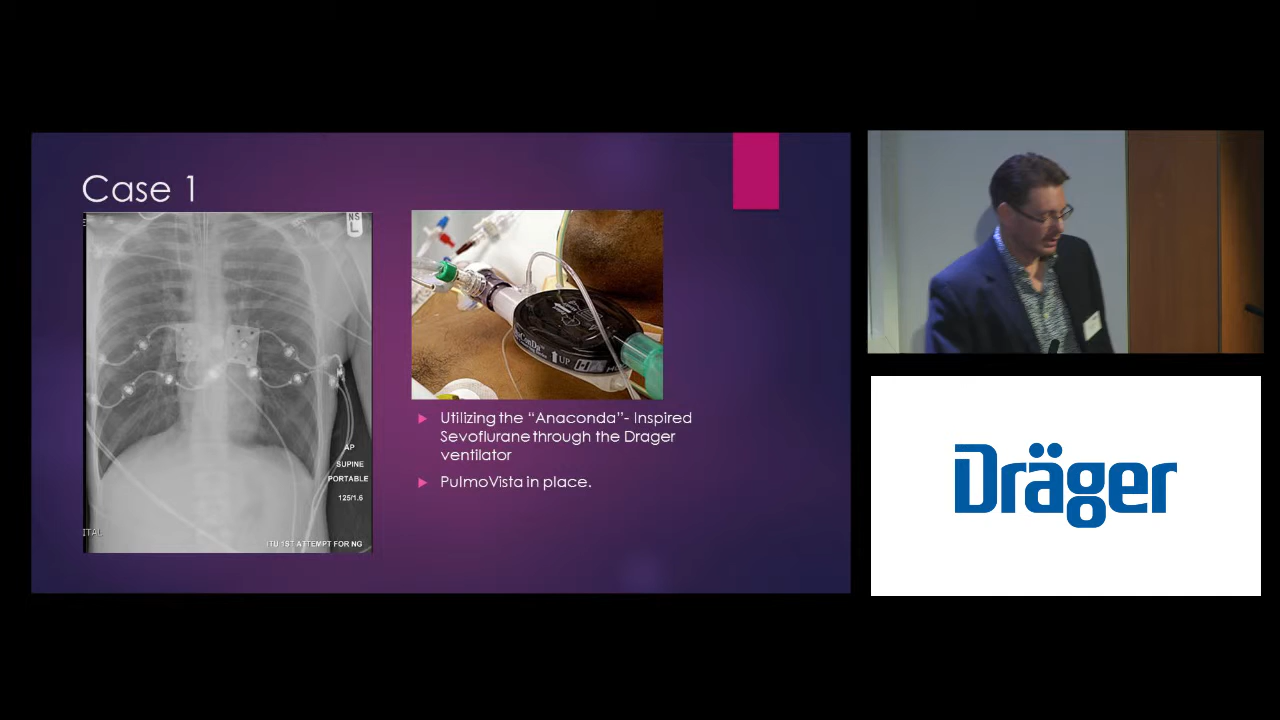 Case 1
NS
L
AP
SUPINE
PORTABLE
125/1.6
ITAL
ITU 1ST ATTEMPT FOR NG
UP
Utilizing the “Anaconda”- Inspired
Sevoflurane through the Drager
ventilator
PulmoVista in place.
Dräger